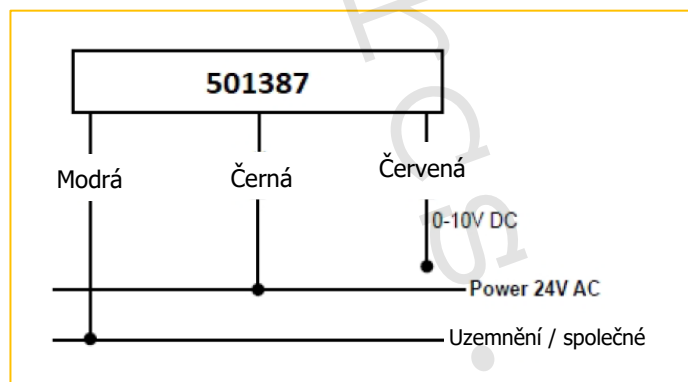 501387
Modrá
Černá
Červená
0-10V DC
Power 24V AC
Uzemnění / společné